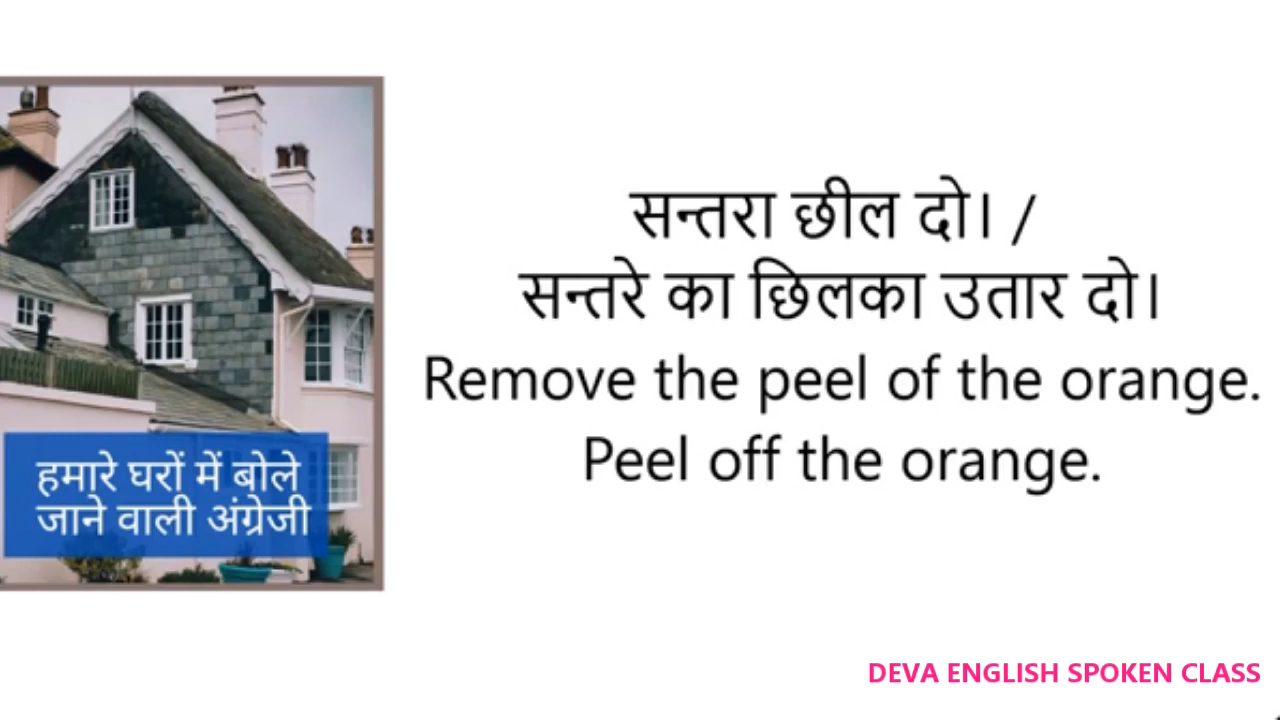 सन्तरा छील दो। /
सन्तरे का छिलका उतार दो।
Remove the peel of the orange.
Peel off the orange.
हमारे घरों में बोले
जाने वाली अंग्रेजी
DEVA ENGLISH SPOKEN CLASS